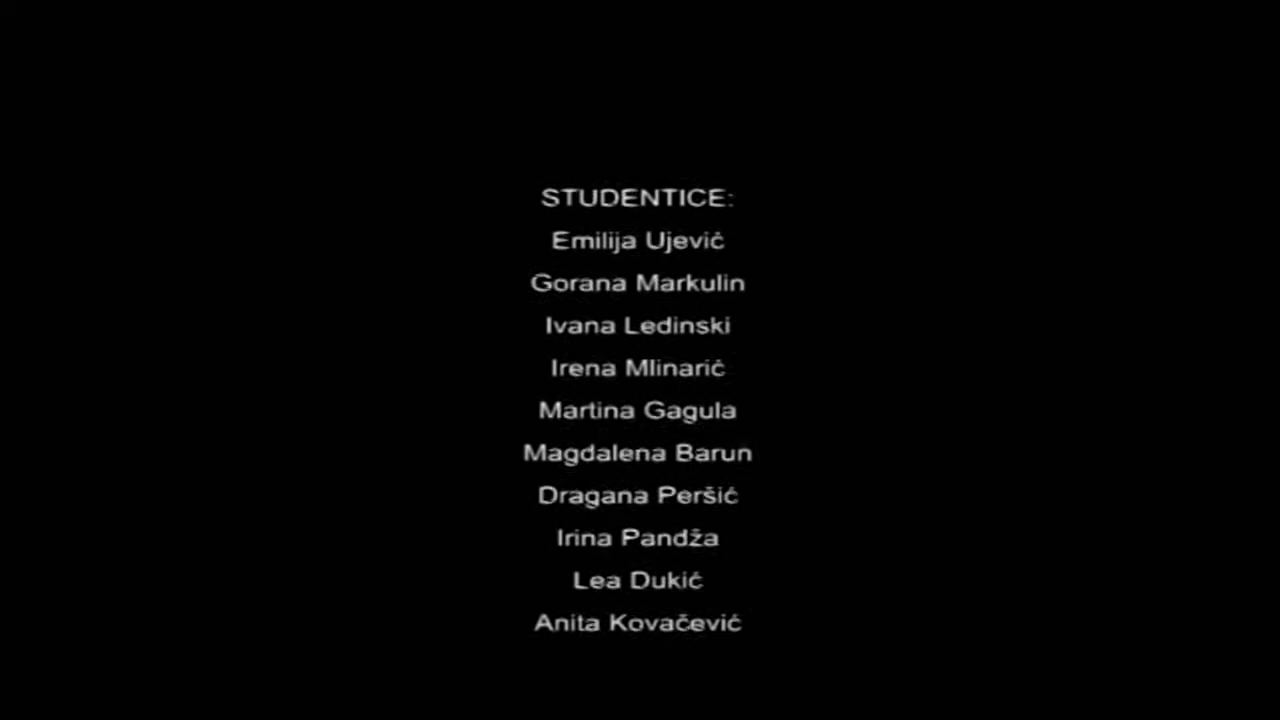 STUDENTICE:
Emilija Ujević
Gorana Markulin
Ivana Ledinski
Irena Mlinarić
Martina Gagula
Magdalena Barun
Dragana Peršić
Irina Pandža
Lea Dukić
Anita Kovačević